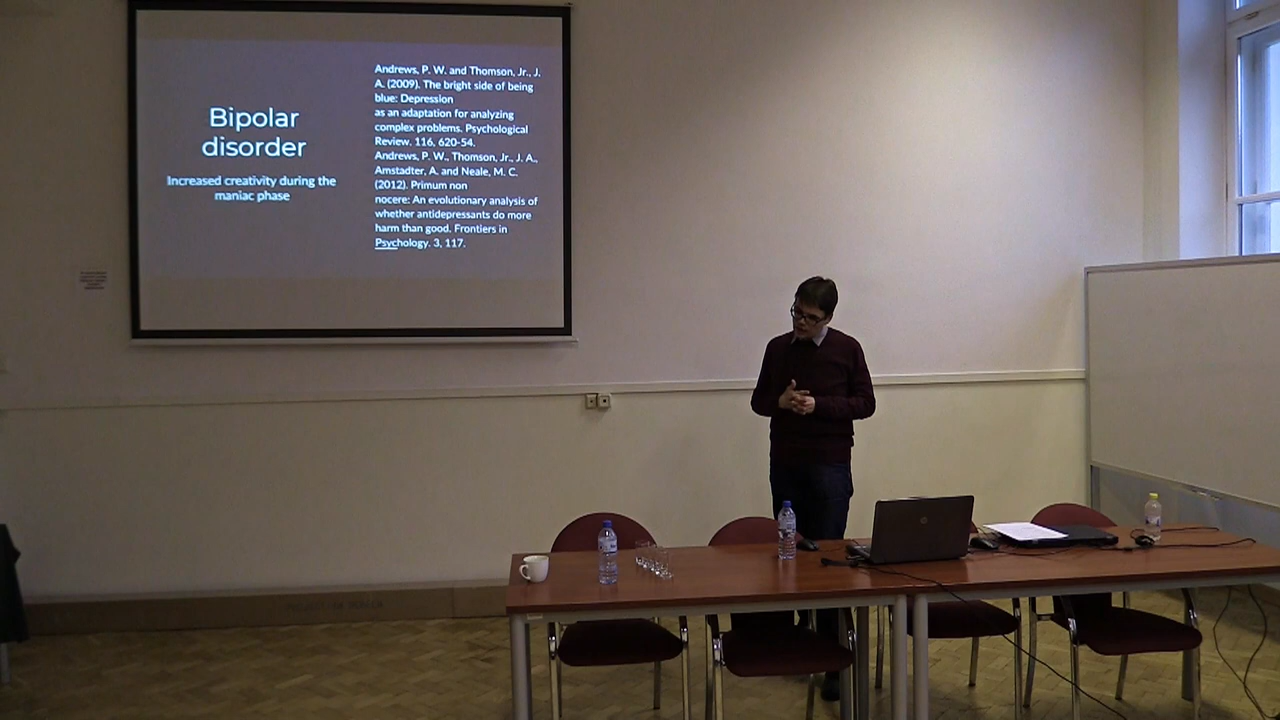 Bipolar
disorder
Increased creativity during the
maniac phase
Andrews, P. W. and Thomson, Jr., J.
A. (2009). The bright side of being
blue: Depression
as an adaptation for analyzing
complex problems. Psychological
Review. 116, 620-54.
Andrews, P. W., Thomson, Jr., J. A.,
Amstadter, A. and Neale, M. C.
(2012). Primum non
nocere: An evolutionary analysis of
whether antidepressants do more
harm than good. Frontiers in
Psychology. 3, 117.
hp